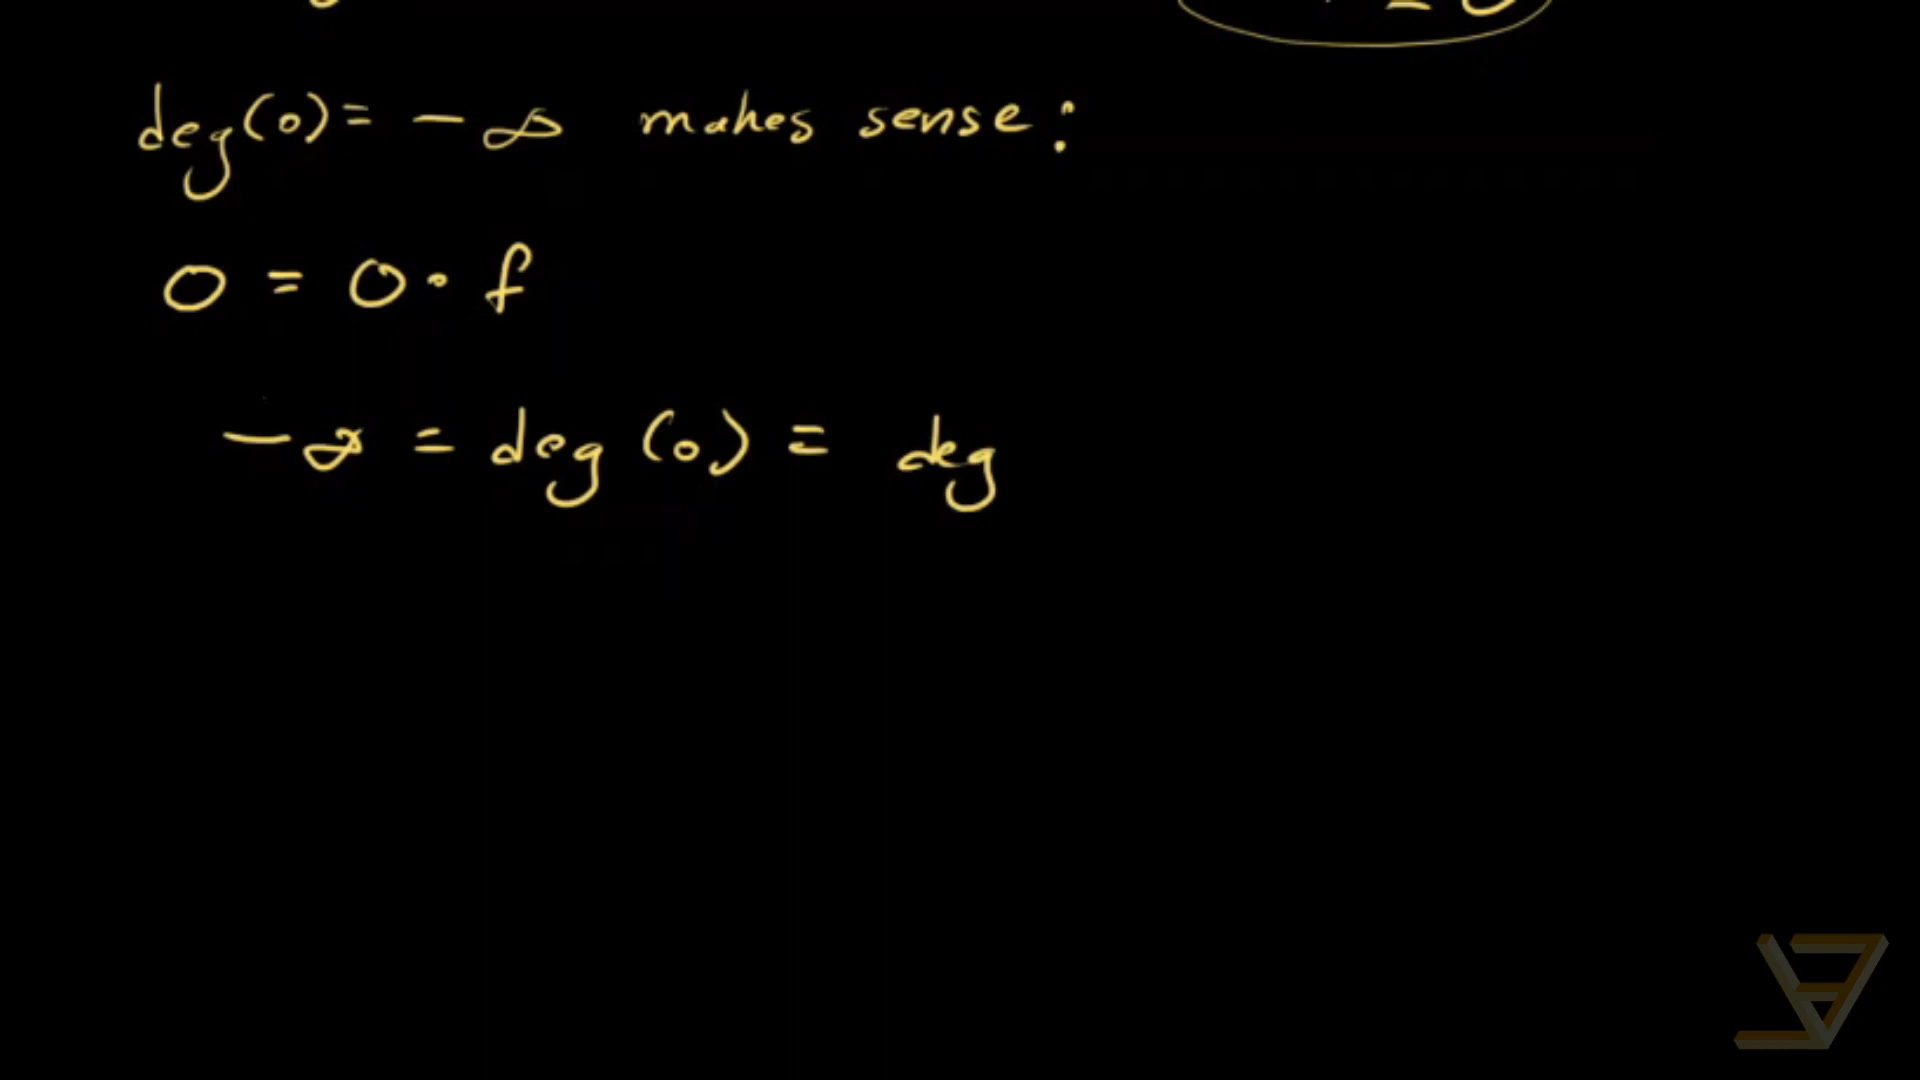 deg(0) = - ∞ makes sense:
0 = 0 · f
- ∞ = deg (0) = deg